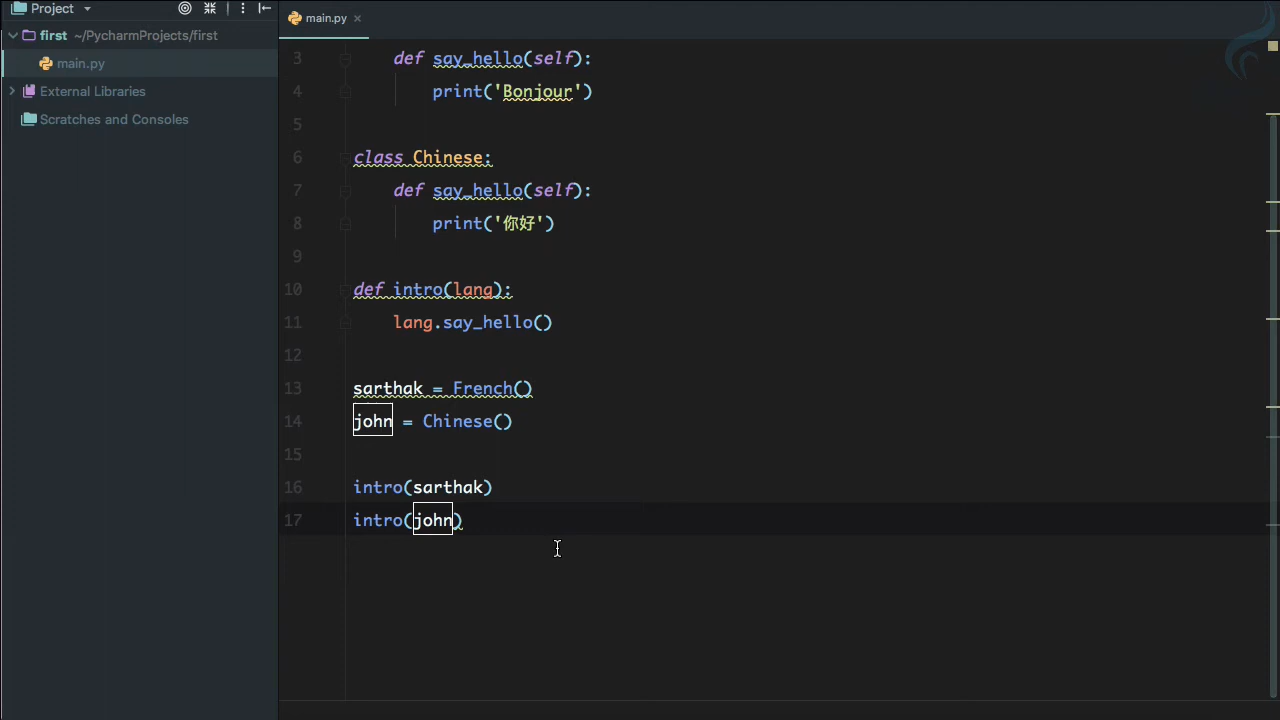 Project
main.py
first ~/PycharmProjects/first
main.py
External Libraries
Scratches and Consoles
3 def say_hello(self):
4 print('Bonjour')
5
6 class Chinese:
7 def say_hello(self):
8 print('你好')
9
10 def intro(lang):
11 lang.say_hello()
12
13 sarthak = French()
14 john = Chinese()
15
16 intro(sarthak)
17 intro(john)